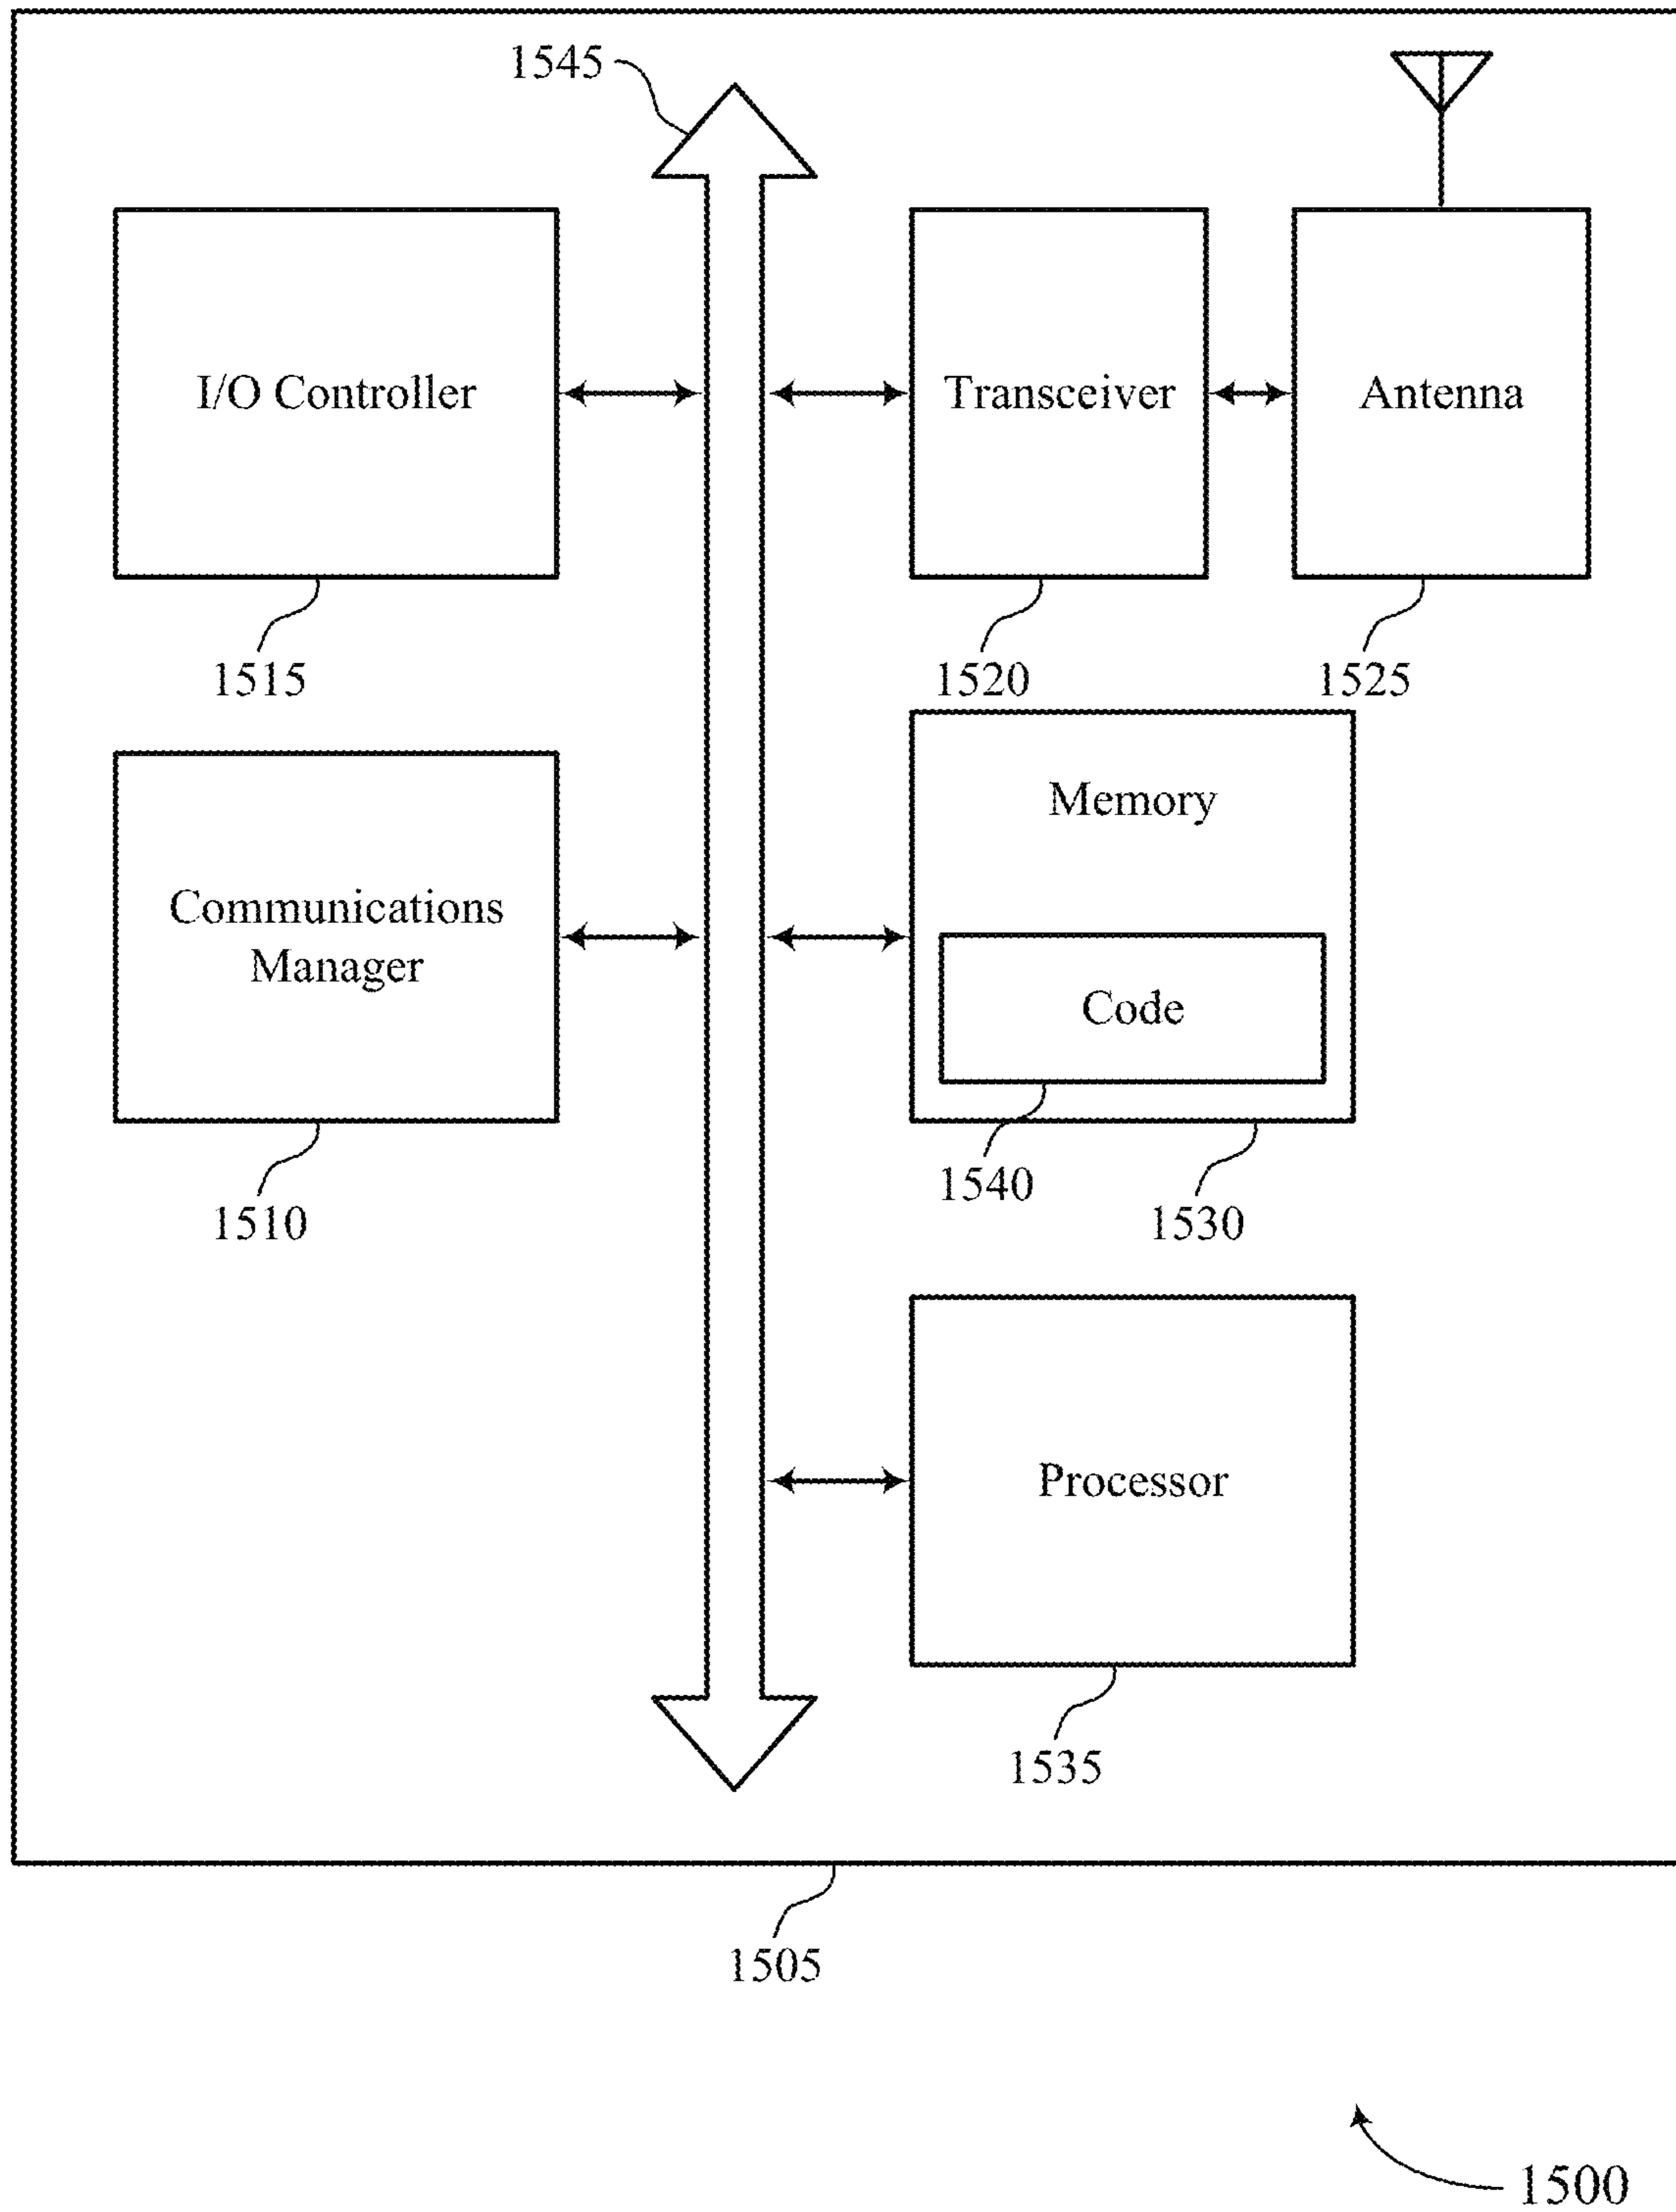 1545
I/O Controller
Transceiver
Antenna
1515
1520
1525
Communications
Manager
Memory
Code
1510
1540
1530
Processor
1535
1505
1500